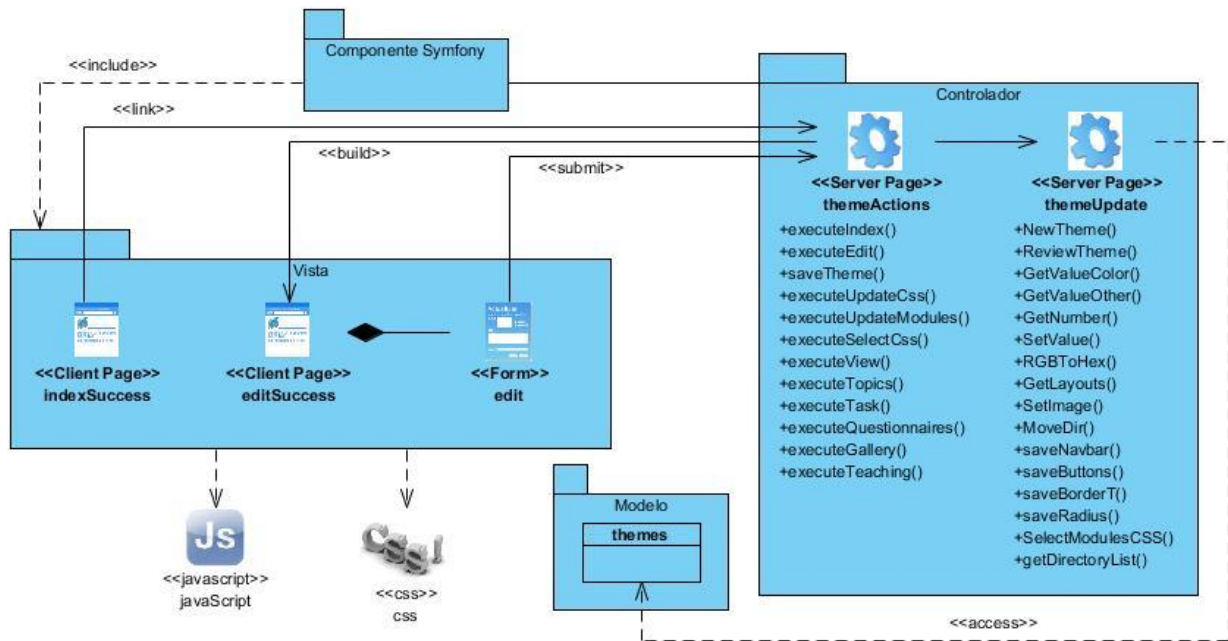 Componente Symfony
<<include>>
<<link>>
Controlador
<<build>>
<<submit>>
<<Server Page>>
themeActions
+executeIndex()
+executeEdit()
+saveTheme()
+executeUpdateCss()
+executeUpdateModules()
+executeSelectCss()
+executeView()
+executeTopics()
+executeTask()
+executeQuestionnaires()
+executeGallery()
+executeTeaching()
<<Server Page>>
themeUpdate
+NewTheme()
+ReviewTheme()
+GetValueColor()
+GetValueOther()
+GetNumber()
+SetValue()
+RGBToHex()
+GetLayouts()
+SetImage()
+MoveDir()
+saveNavbar()
+saveButtons()
+saveBorderT()
+saveRadius()
+SelectModulesCSS()
+getDirectoryList()
Vista
<<Client Page>>
indexSuccess
<<Client Page>>
editSuccess
<<Form>>
edit
Js
<<javascript>>
javaScript
CSS!
<<css>>
css
Modelo
themes
<<access>>